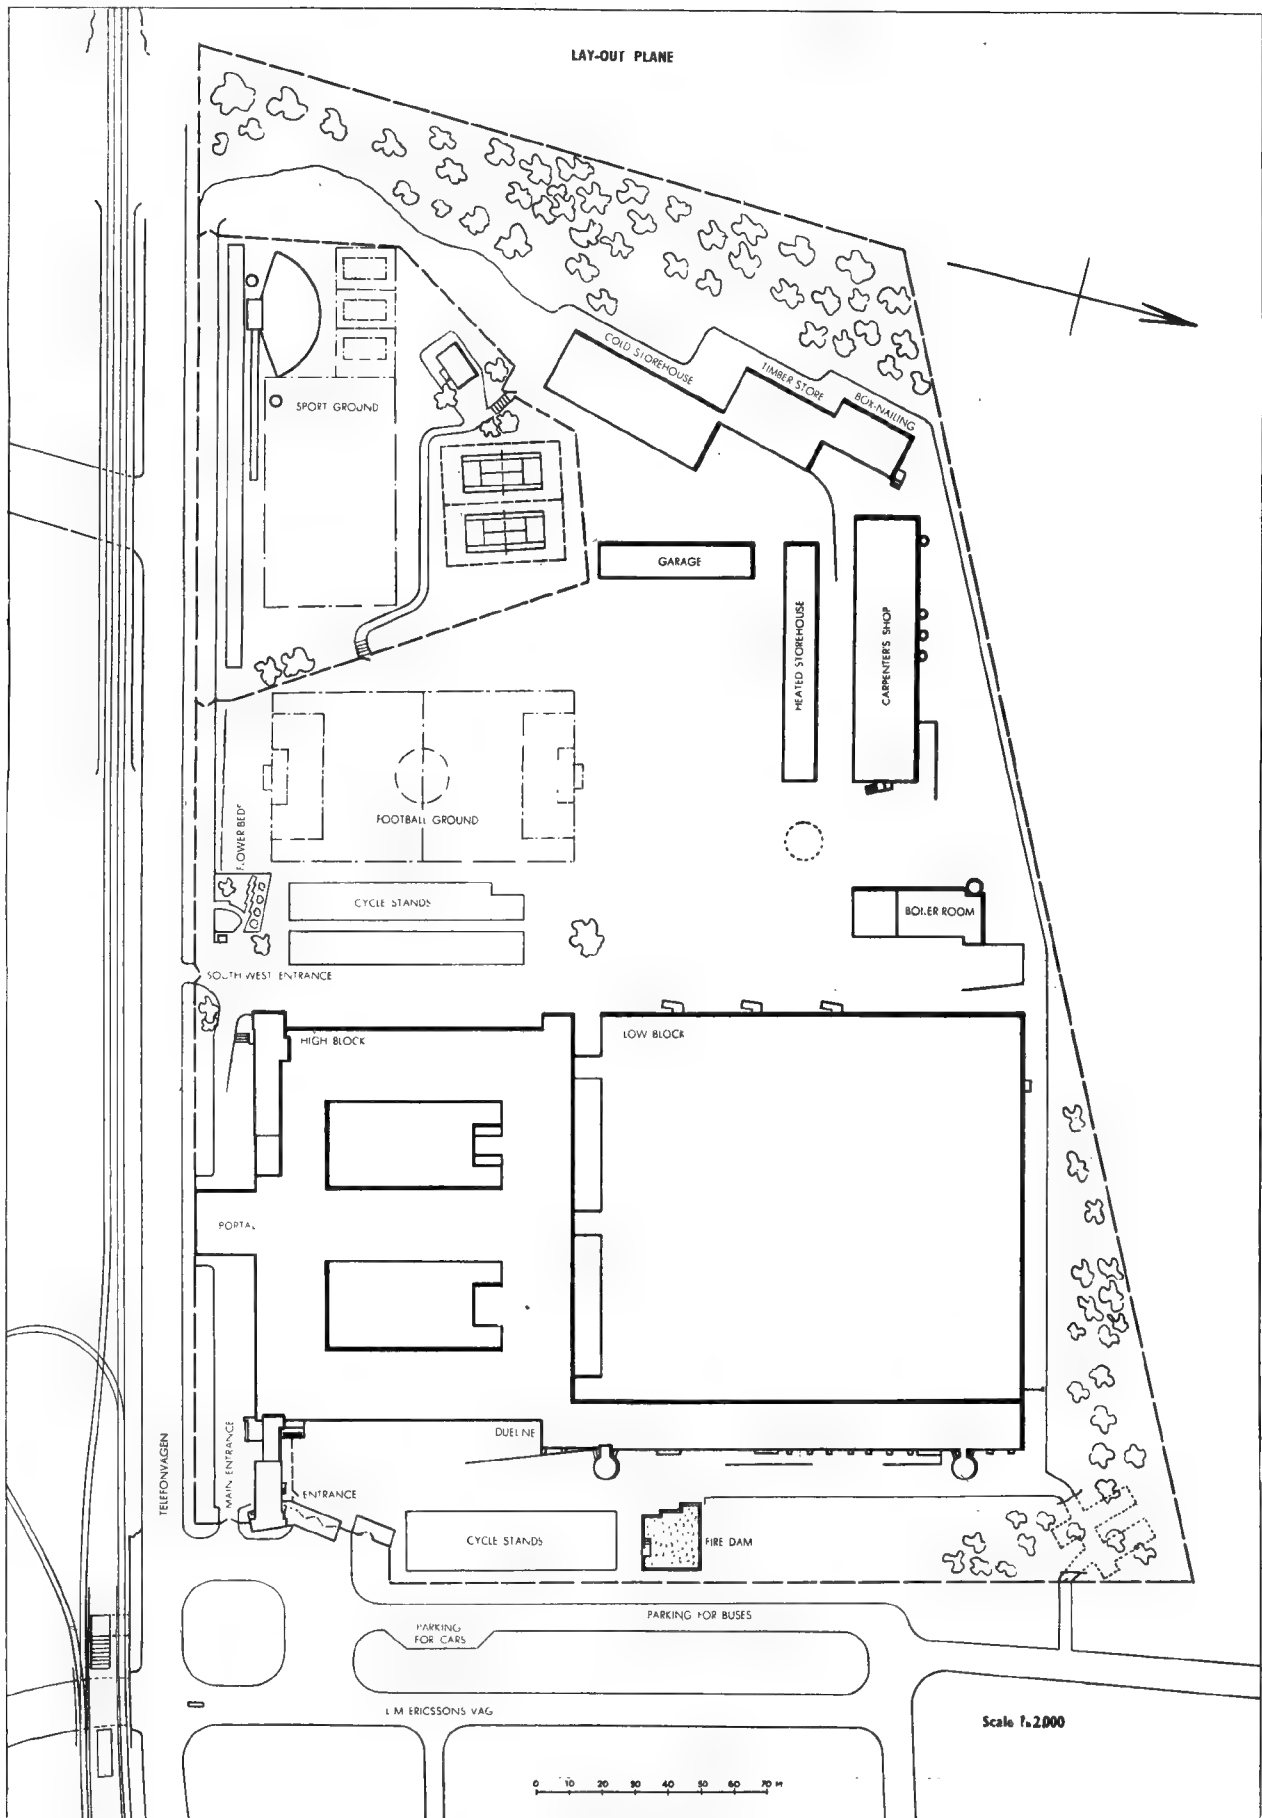 LAY-OUT PLANE
COLD STOREHOUSE
TIMBER STORE
BOX-NAILING
SPORT GROUND
GARAGE
HEATED STOREHOUSE
CARPENTER'S SHOP
FLOWER BEDS
FOOTBALL GROUND
CYCLE STANDS
BOILER ROOM
SOUTH WEST ENTRANCE
HIGH BLOCK
LOW BLOCK
PORTAL
TELEFONVAGEN
MAIN ENTRANCE
ENTRANCE
CYCLE STANDS
FIRE DAM
PARKING FOR BUSES
PARKING
FOR CARS
L M ERICSSONS VAG
Scale 1:2000
0 10 20 30 40 50 60 70 M